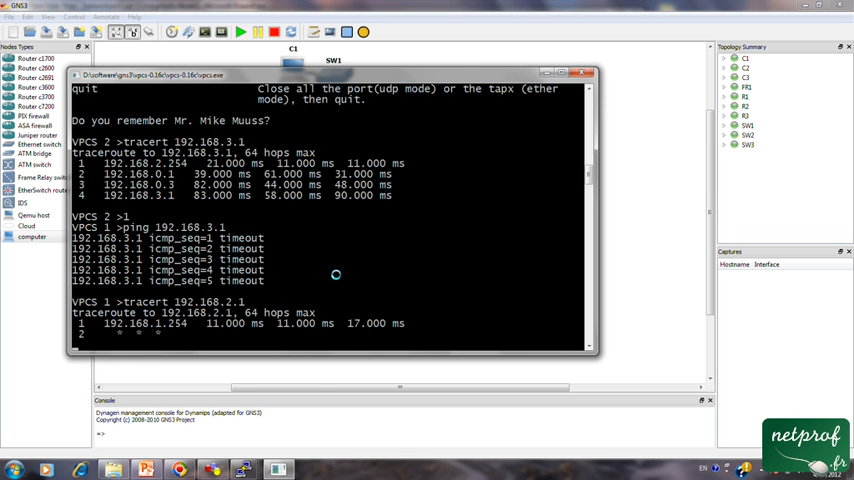 GNS3
File Edit View Control Annotate Help
Nodes Types
Router c1700
Router c2600
Router c2691
Router c3600
Router c3700
Router c7200
PIX firewall
ASA firewall
Juniper router
Ethernet switch
ATM bridge
ATM switch
Frame Relay switch
EtherSwitch router
IDS
Qemu host
Cloud
computer
C1
SW1
D:\software\gns3\vpcs-0.16c\vpcs-0.16c\vpcs.exe
quit Close all the port(udp mode) or the tapx (ether
mode), then quit.
Do you remember Mr. Mike Muuss?
VPCS 2 >tracert 192.168.3.1
traceroute to 192.168.3.1, 64 hops max
1 192.168.2.254 21.000 ms 11.000 ms 11.000 ms
2 192.168.0.1 39.000 ms 61.000 ms 31.000 ms
3 192.168.0.3 82.000 ms 44.000 ms 48.000 ms
4 192.168.3.1 83.000 ms 58.000 ms 90.000 ms
VPCS 2 >1
VPCS 1 >ping 192.168.3.1
192.168.3.1 icmp_seq=1 timeout
192.168.3.1 icmp_seq=2 timeout
192.168.3.1 icmp_seq=3 timeout
192.168.3.1 icmp_seq=4 timeout
192.168.3.1 icmp_seq=5 timeout
VPCS 1 >tracert 192.168.2.1
traceroute to 192.168.2.1, 64 hops max
1 192.168.1.254 11.000 ms 11.000 ms 17.000 ms
2 * * *
Topology Summary
C1
C2
C3
FR1
R1
R2
R3
SW1
SW2
SW3
Captures
Hostname Interface
Console
Dynagen management console for Dynamips (adapted for GNS3)
Copyright (c) 2008-2010 GNS3 Project
=>
EN
2012
netprof
.fr